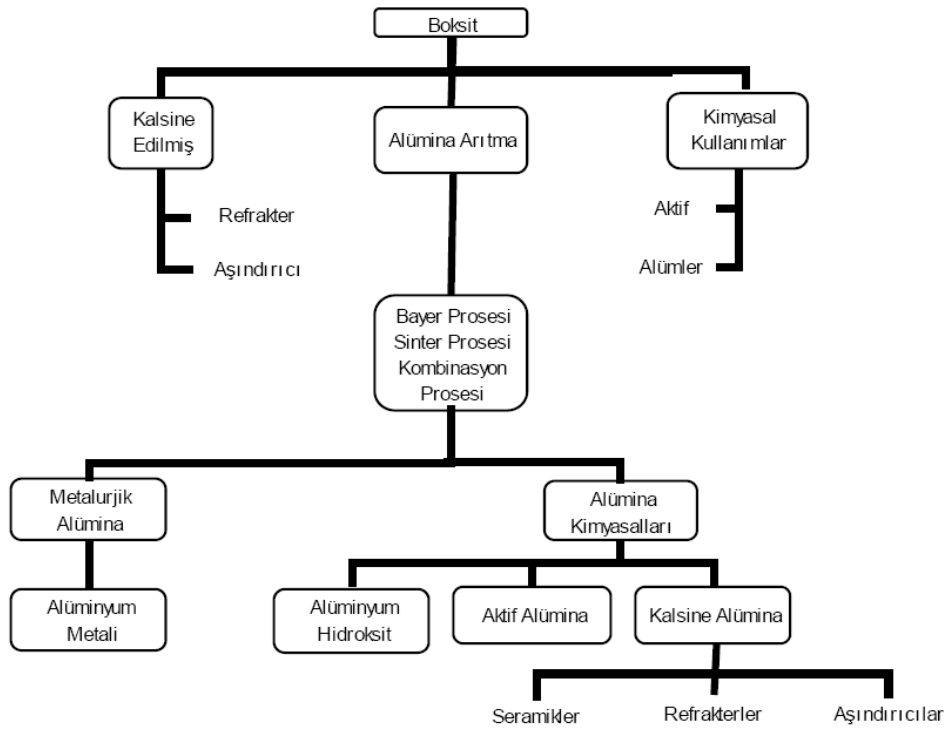 Boksit
Kalsine
Edilmiş
Alümina Arıtma
Kimyasal
Kullanımlar
Refrakter
Aşındırıcı
Aktif
Alümler
Bayer Prosesi
Sinter Prosesi
Kombinasyon
Prosesi
Metalurjik
Alümina
Alümina
Kimyasalları
Alüminyum
Metali
Alüminyum
Hidroksit
Aktif Alümina
Kalsine Alümina
Seramikler
Refrakterler
Aşındırıcılar